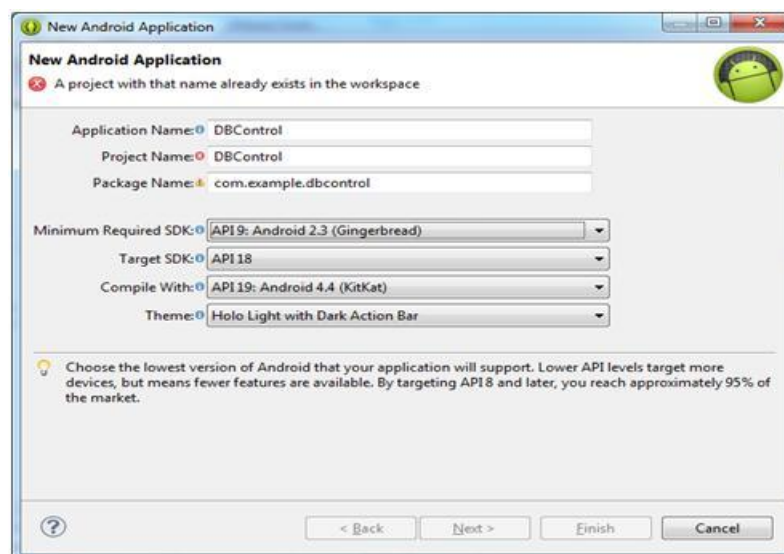 New Android Application
New Android Application
A project with that name already exists in the workspace
Application Name: DBControl
Project Name: DBControl
Package Name: com.example.dbcontrol
Minimum Required SDK: API 9: Android 2.3 (Gingerbread)
Target SDK: API 18
Compile With: API 19: Android 4.4 (KitKat)
Theme: Holo Light with Dark Action Bar
Choose the lowest version of Android that your application will support. Lower API levels target more
devices, but means fewer features are available. By targeting API 8 and later, you reach approximately 95% of
the market.
< Back Next > Finish Cancel